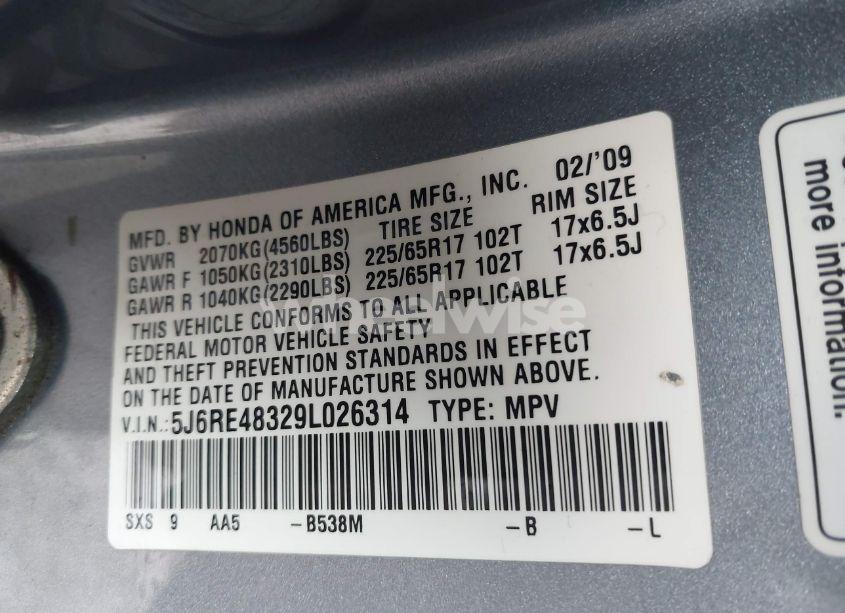 MFD. BY HONDA OF AMERICA MFG., INC. 02/'09
GVWR 2070KG(4560LBS) TIRE SIZE RIM SIZE
GAWR F 1050KG(2310LBS) 225/65R17 102T 17x6.5J
GAWR R 1040KG(2290LBS) 225/65R17 102T 17x6.5J
THIS VEHICLE CONFORMS TO ALL APPLICABLE
FEDERAL MOTOR VEHICLE SAFETY
AND THEFT PREVENTION STANDARDS IN EFFECT
ON THE DATE OF MANUFACTURE SHOWN ABOVE.
V.I.N.: 5J6RE48329L026314 TYPE: MPV
SXS 9 AA5 -B538M -B -L
more information.
wheelwise